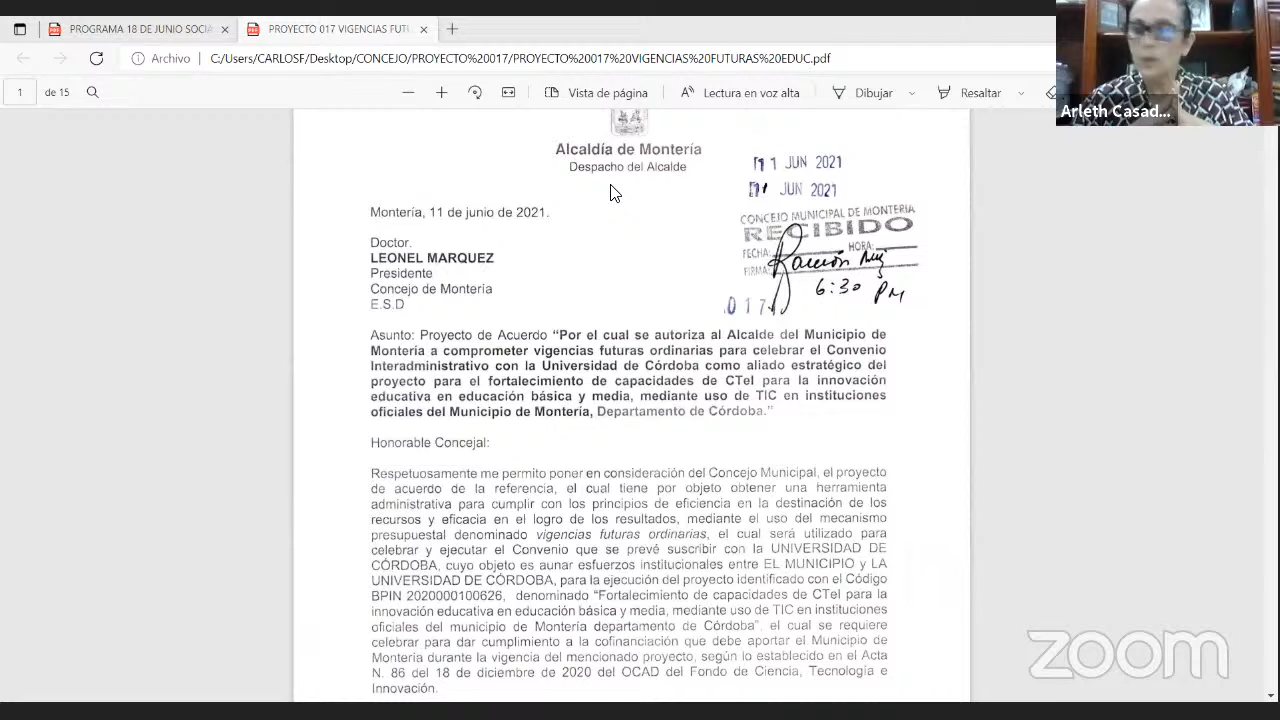 PROGRAMA 18 DE JUNIO SOCIA
PROYECTO 017 VIGENCIAS FUTU
Archivo
C:/Users/CARLOSF/Desktop/CONCEJO/PROYECTO%20017/PROYECTO%20017%20VIGENCIAS%20FUTURAS%20EDUC.pdf
1 de 15
Vista de página
Lectura en voz alta
Dibujar
Resaltar
Arleth Casad...
Alcaldía de Montería
Despacho del Alcalde
11 JUN 2021
JUN 2021
CONCEJO MUNICIPAL DE MONTERIA
RECIBIDO
FECHA: HORA:
FIRMA:
6:30 PM
017
Montería, 11 de junio de 2021.
Doctor.
LEONEL MARQUEZ
Presidente
Concejo de Montería
E.S.D
Asunto: Proyecto de Acuerdo “Por el cual se autoriza al Alcalde del Municipio de
Montería a comprometer vigencias futuras ordinarias para celebrar el Convenio
Interadministrativo con la Universidad de Córdoba como aliado estratégico del
proyecto para el fortalecimiento de capacidades de CTeI para la innovación
educativa en educación básica y media, mediante uso de TIC en instituciones
oficiales del Municipio de Montería, Departamento de Córdoba.”
Honorable Concejal:
Respetuosamente me permito poner en consideración del Concejo Municipal, el proyecto
de acuerdo de la referencia, el cual tiene por objeto obtener una herramienta
administrativa para cumplir con los principios de eficiencia en la destinación de los
recursos y eficacia en el logro de los resultados, mediante el uso del mecanismo
presupuestal denominado vigencias futuras ordinarias, el cual será utilizado para
celebrar y ejecutar el Convenio que se prevé suscribir con la UNIVERSIDAD DE
CÓRDOBA, cuyo objeto es aunar esfuerzos institucionales entre EL MUNICIPIO y LA
UNIVERSIDAD DE CÓRDOBA, para la ejecución del proyecto identificado con el Código
BPIN 2020000100626, denominado “Fortalecimiento de capacidades de CTeI para la
innovación educativa en educación básica y media, mediante uso de TIC en instituciones
oficiales del municipio de Montería departamento de Córdoba”, el cual se requiere
celebrar para dar cumplimiento a la cofinanciación que debe aportar el Municipio de
Montería durante la vigencia del mencionado proyecto, según lo establecido en el Acta
N. 86 del 18 de diciembre de 2020 del OCAD del Fondo de Ciencia, Tecnología e
Innovación.
zoom